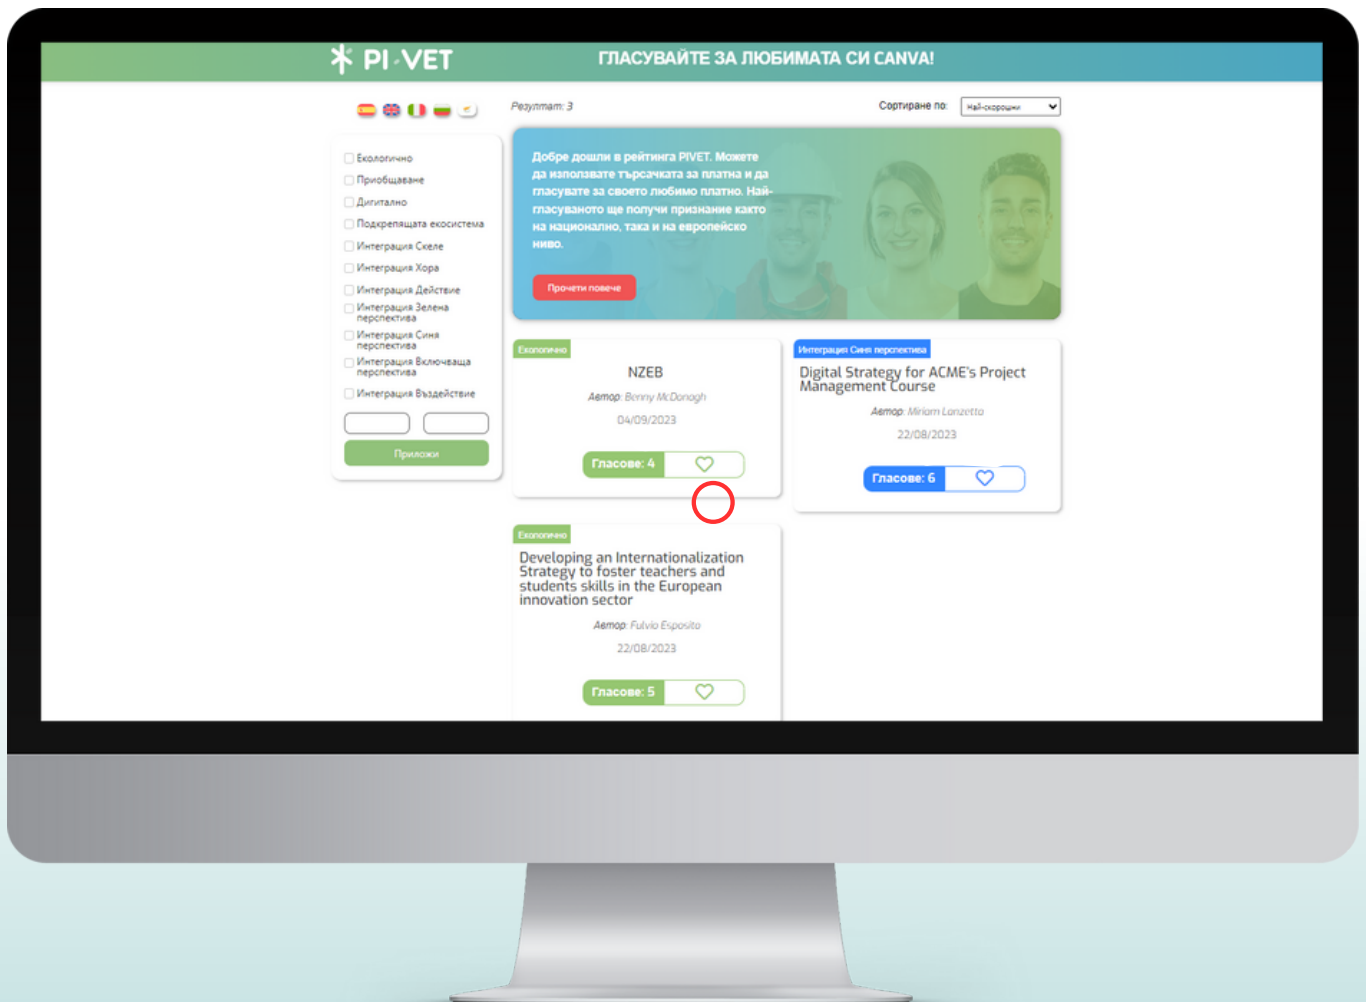 PI·VET
ГЛАСУВАЙТЕ ЗА ЛЮБИМАТА СИ CANVA!
Резултат: 3
Сортиране по:
Най-скорошни
Екологично
Приобщаване
Дигитално
Подкрепящата екосистема
Интеграция Скеле
Интеграция Хора
Интеграция Действие
Интеграция Зелена
перспектива
Интеграция Синя
перспектива
Интеграция Включваща
перспектива
Интеграция Въздействие
Приложи
Добре дошли в рейтинга PIVET. Можете
да използвате търсачката за платна и да
гласувате за своето любимо платно. Най-
гласуваното ще получи признание както
на национално, така и на европейско
ниво.
Прочети повече
Екологично
NZEB
Автор: Benny McDonagh
04/09/2023
Гласове: 4
Интеграция Синя перспектива
Digital Strategy for ACME's Project
Management Course
Автор: Miriam Lanzetta
22/08/2023
Гласове: 6
Екологично
Developing an Internationalization
Strategy to foster teachers and
students skills in the European
innovation sector
Автор: Fulvio Esposito
22/08/2023
Гласове: 5